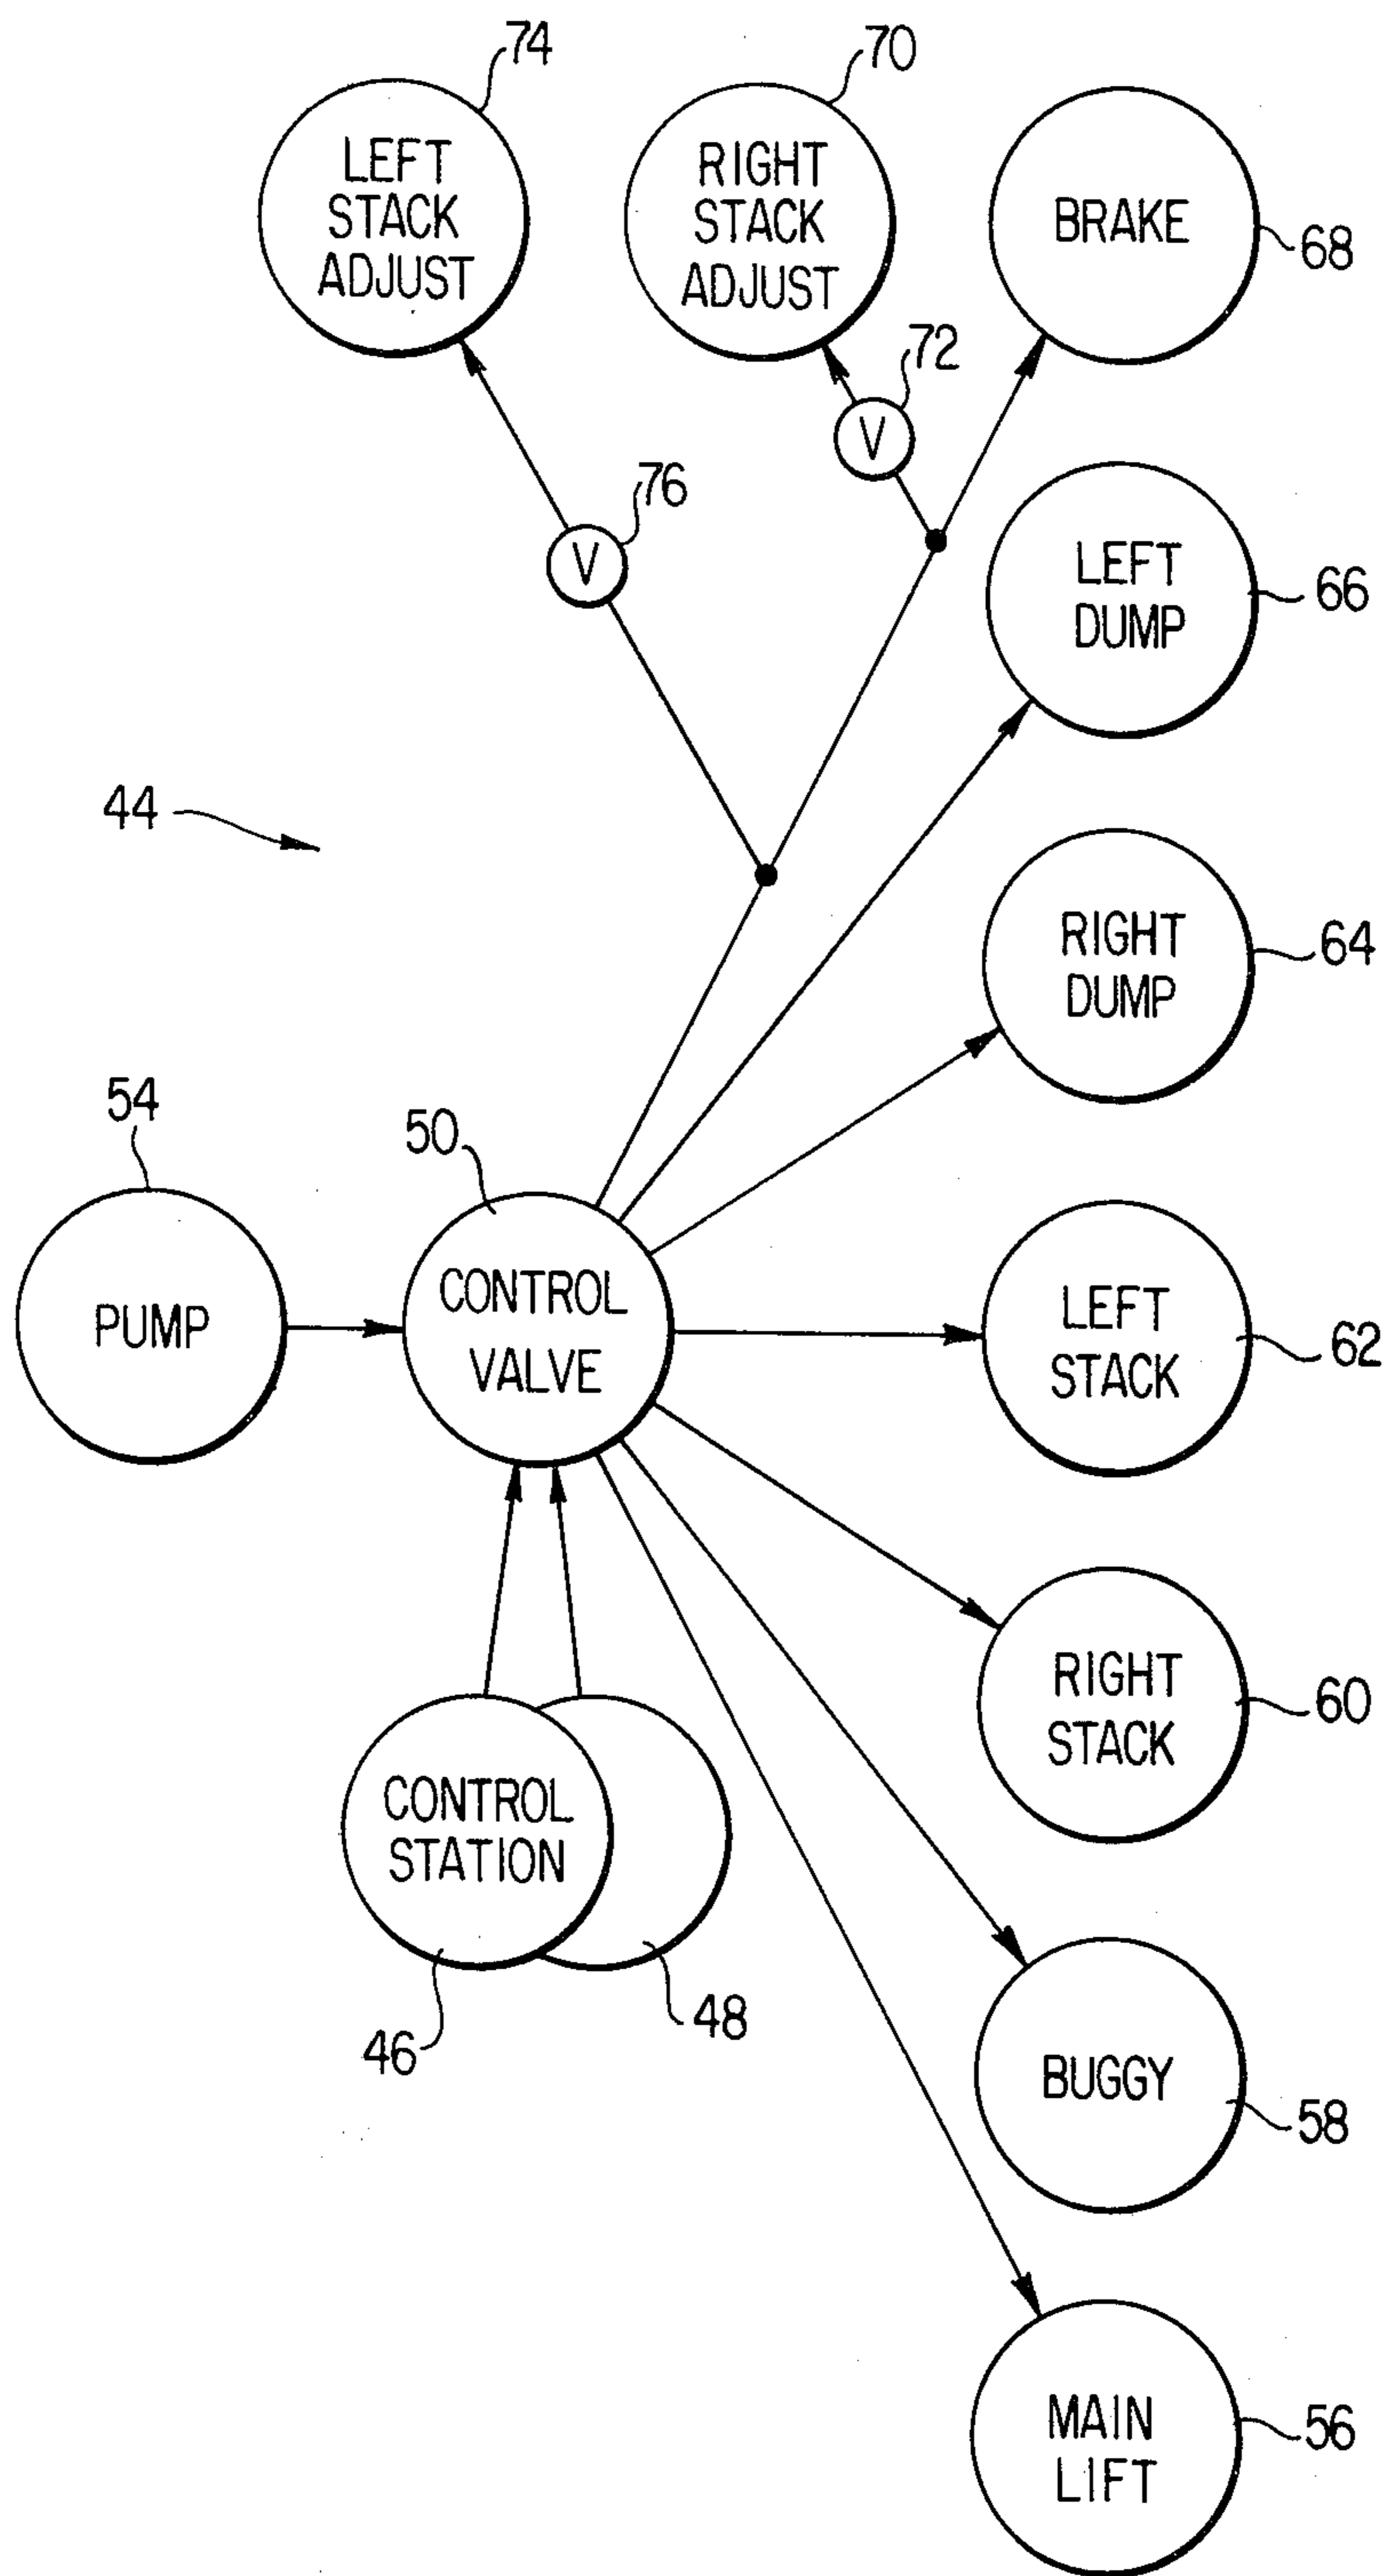 74
70
LEFT
STACK
ADJUST
RIGHT
STACK
ADJUST
BRAKE
68
72
V
76
V
LEFT
DUMP
66
44
RIGHT
DUMP
64
54
50
PUMP
CONTROL
VALVE
LEFT
STACK
62
RIGHT
STACK
60
CONTROL
STATION
46
48
BUGGY
58
MAIN
LIFT
56